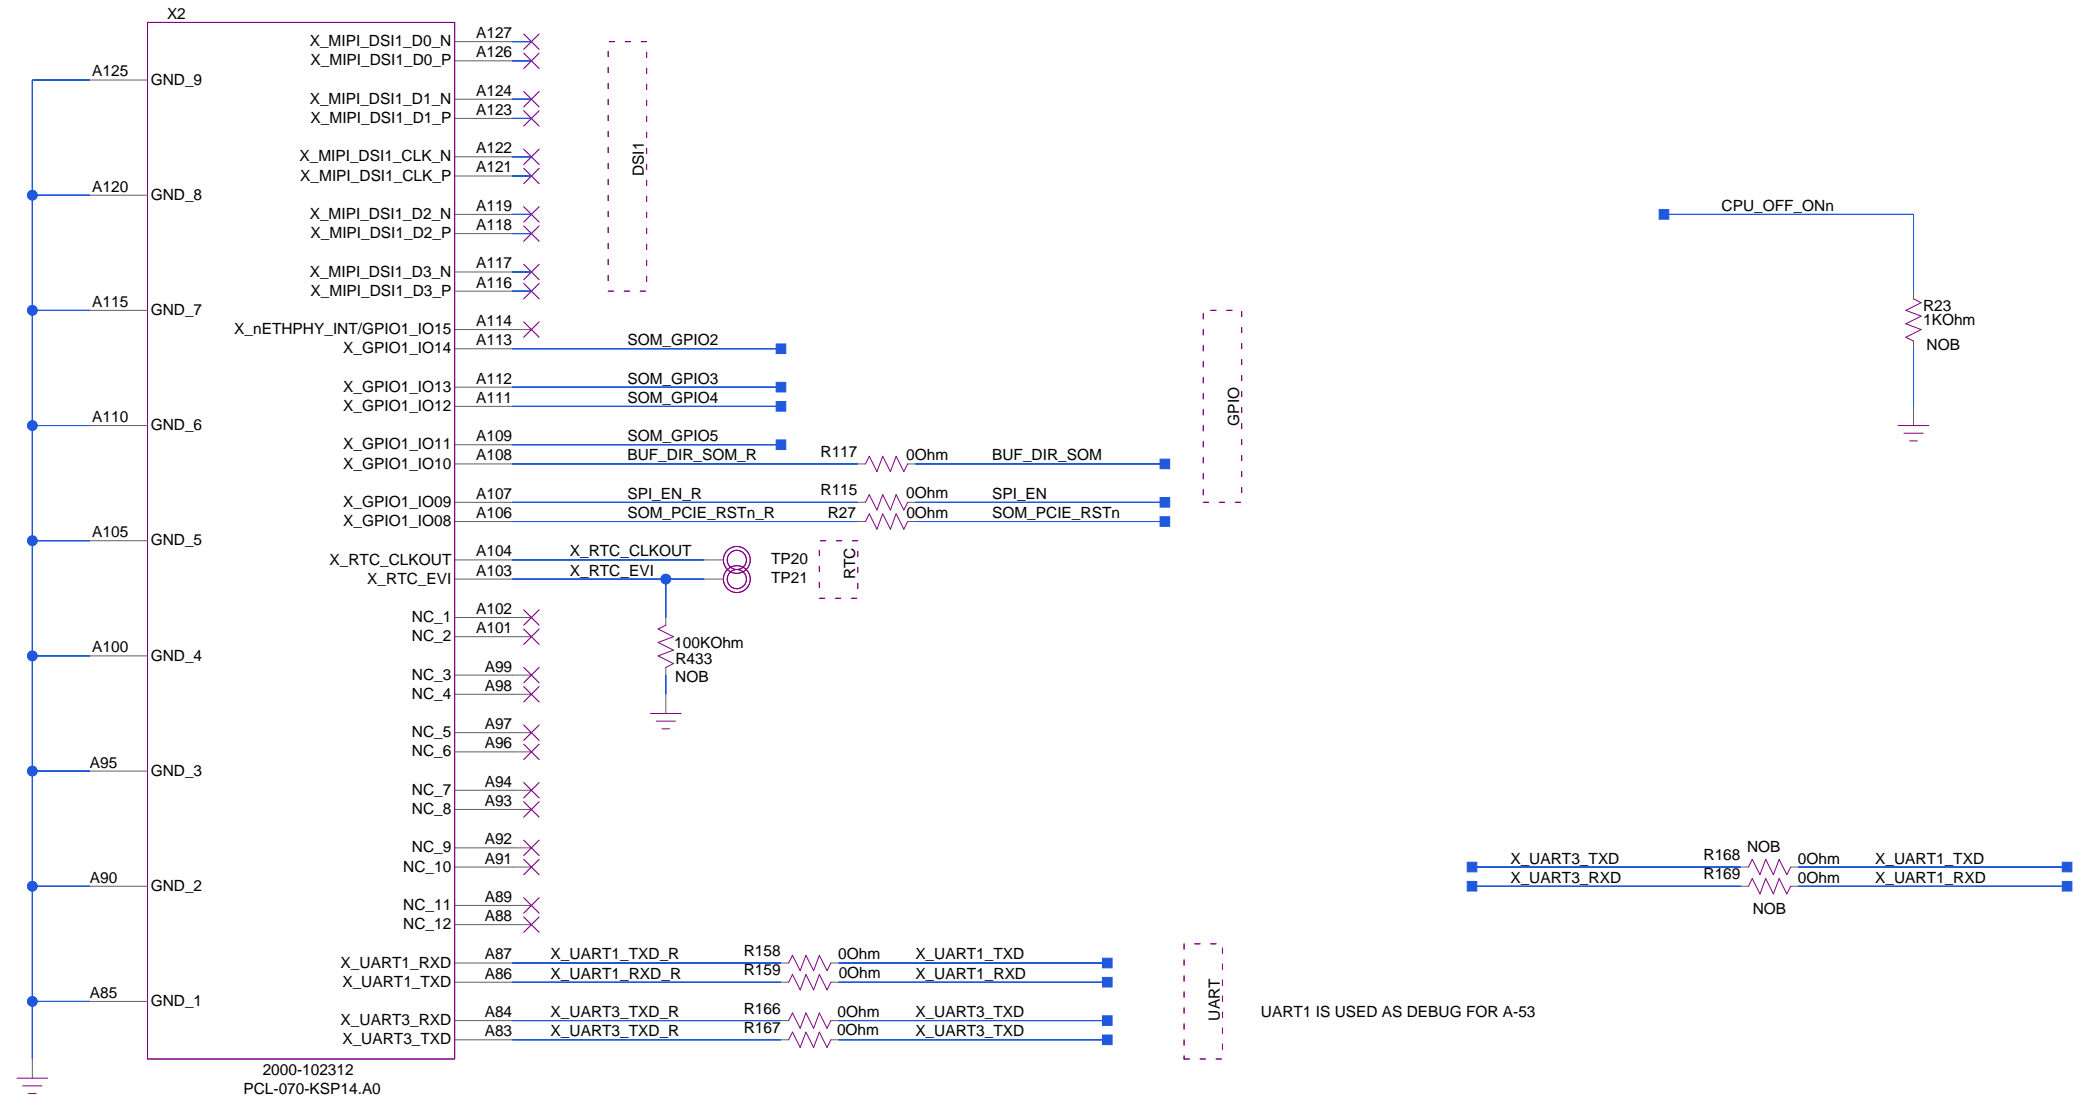 X2
A125 GND_9
A120 GND_8
A115 GND_7
A110 GND_6
A105 GND_5
A100 GND_4
A95 GND_3
A90 GND_2
A85 GND_1
X_MIPI_DSI1_D0_N A127
X_MIPI_DSI1_D0_P A126
X_MIPI_DSI1_D1_N A124
X_MIPI_DSI1_D1_P A123
X_MIPI_DSI1_CLK_N A122
X_MIPI_DSI1_CLK_P A121
X_MIPI_DSI1_D2_N A119
X_MIPI_DSI1_D2_P A118
X_MIPI_DSI1_D3_N A117
X_MIPI_DSI1_D3_P A116
DSI1
X_nETHPHY_INT/GPIO1_IO15 A114
X_GPIO1_IO14 A113 SOM_GPIO2
X_GPIO1_IO13 A112 SOM_GPIO3
X_GPIO1_IO12 A111 SOM_GPIO4
X_GPIO1_IO11 A109 SOM_GPIO5
X_GPIO1_IO10 A108 BUF_DIR_SOM_R R117 0Ohm BUF_DIR_SOM
X_GPIO1_IO09 A107 SPI_EN_R R115 0Ohm SPI_EN
X_GPIO1_IO08 A106 SOM_PCIE_RSTn_R R27 0Ohm SOM_PCIE_RSTn
GPIO
X_RTC_CLKOUT A104 X_RTC_CLKOUT TP20
X_RTC_EVI A103 X_RTC_EVI TP21
RTC
100KOhm
R433
NOB
NC_1 A102
NC_2 A101
NC_3 A99
NC_4 A98
NC_5 A97
NC_6 A96
NC_7 A94
NC_8 A93
NC_9 A92
NC_10 A91
NC_11 A89
NC_12 A88
X_UART1_RXD A87 X_UART1_TXD_R R158 0Ohm X_UART1_TXD
X_UART1_TXD A86 X_UART1_RXD_R R159 0Ohm X_UART1_RXD
X_UART3_RXD A84 X_UART3_TXD_R R166 0Ohm X_UART3_TXD
X_UART3_TXD A83 X_UART3_TXD_R R167 0Ohm X_UART3_TXD
UART
UART1 IS USED AS DEBUG FOR A-53
2000-102312
PCL-070-KSP14.A0
CPU_OFF_ONn
R23
1KOhm
NOB
NOB
X_UART3_TXD R168 0Ohm X_UART1_TXD
X_UART3_RXD R169 0Ohm X_UART1_RXD
NOB